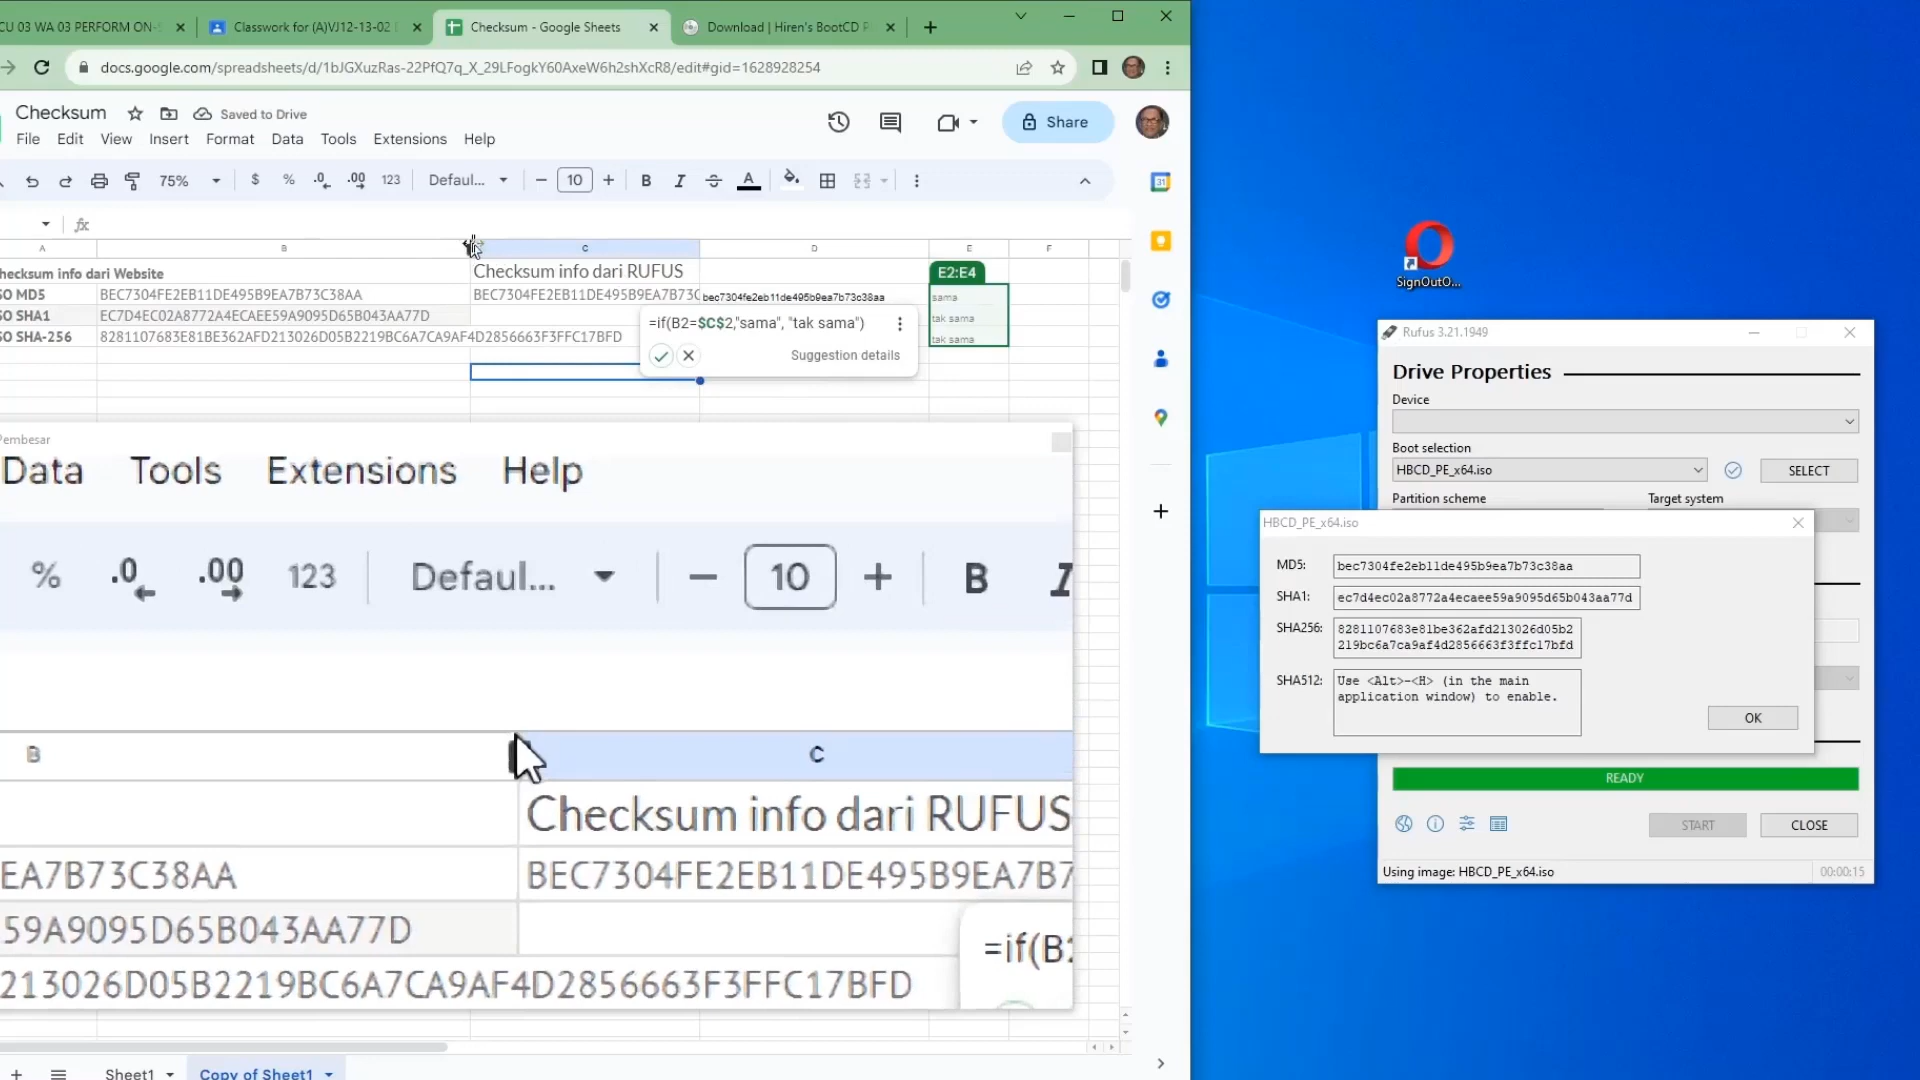 CU 03 WA 03 PERFORM ON-
Classwork for (A)VJ12-13-02
Checksum - Google Sheets
Download | Hiren's BootCD
docs.google.com/spreadsheets/d/1bJGXuzRas-22PfQ7q_X_29LFogkY60AxeW6h2shXcR8/edit#gid=1628928254
Checksum
Saved to Drive
File Edit View Insert Format Data Tools Extensions Help
Share
75%
$ % .0 .00 123
Defaul...
10
B I A
fx
A B C D E F
hecksum info dari Website
Checksum info dari RUFUS
E2:E4
SO MD5
BEC7304FE2EB11DE495B9EA7B73C38AA
BEC7304FE2EB11DE495B9EA7B73C
bec7304fe2eb11de495b9ea7b73c38aa
sama
SO SHA1
EC7D4EC02A8772A4ECAEE59A9095D65B043AA77D
tak sama
SO SHA-256
8281107683E81BE362AFD213026D05B2219BC6A7CA9AF4D2856663F3FFC17BFD
tak sama
=if(B2=$C$2,"sama", "tak sama")
Suggestion details
Pembesar
Data Tools Extensions Help
% .0 .00 123
Defaul...
10
B I
B C
Checksum info dari RUFUS
EA7B73C38AA
BEC7304FE2EB11DE495B9EA7B7
59A9095D65B043AA77D
=if(B2
213026D05B2219BC6A7CA9AF4D2856663F3FFC17BFD
Sheet1
Copy of Sheet1
SignOutO...
Rufus 3.21.1949
Drive Properties
Device
Boot selection
HBCD_PE_x64.iso
SELECT
Partition scheme
Target system
HBCD_PE_x64.iso
MD5:
bec7304fe2eb11de495b9ea7b73c38aa
SHA1:
ec7d4ec02a8772a4ecaee59a9095d65b043aa77d
SHA256:
8281107683e81be362afd213026d05b2
219bc6a7ca9af4d2856663f3ffc17bfd
SHA512:
Use <Alt>-<H> (in the main
application window) to enable.
OK
READY
START
CLOSE
Using image: HBCD_PE_x64.iso
00:00:15